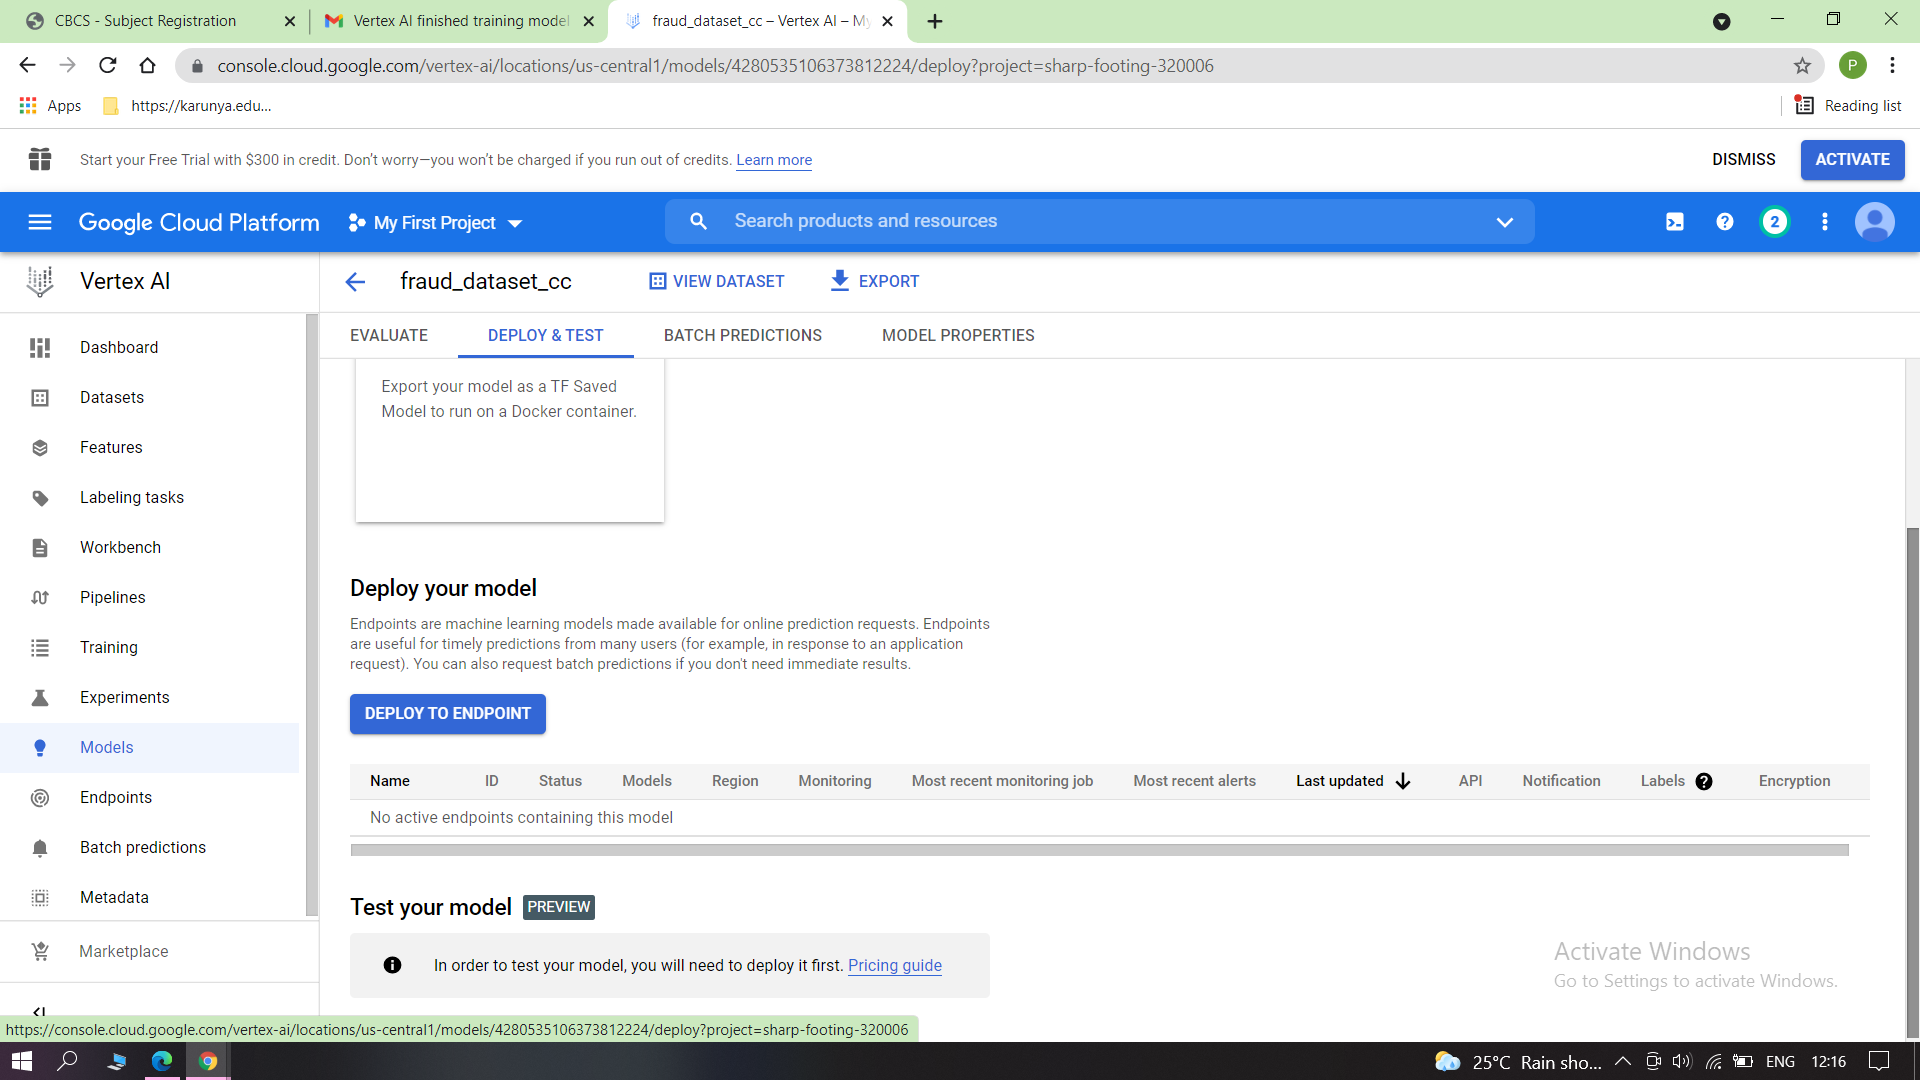 CBCS - Subject Registration
Vertex AI finished training model
fraud_dataset_cc – Vertex AI – My
console.cloud.google.com/vertex-ai/locations/us-central1/models/4280535106373812224/deploy?project=sharp-footing-320006
P
Apps
https://karunya.edu...
Reading list
Start your Free Trial with $300 in credit. Don't worry—you won't be charged if you run out of credits. Learn more
DISMISS
ACTIVATE
Google Cloud Platform
My First Project
Search products and resources
2
Vertex AI
fraud_dataset_cc
VIEW DATASET
EXPORT
EVALUATE
DEPLOY & TEST
BATCH PREDICTIONS
MODEL PROPERTIES
Dashboard
Datasets
Features
Labeling tasks
Workbench
Pipelines
Training
Experiments
Models
Endpoints
Batch predictions
Metadata
Marketplace
Export your model as a TF Saved
Model to run on a Docker container.
Deploy your model
Endpoints are machine learning models made available for online prediction requests. Endpoints
are useful for timely predictions from many users (for example, in response to an application
request). You can also request batch predictions if you don't need immediate results.
DEPLOY TO ENDPOINT
Name ID Status Models Region Monitoring Most recent monitoring job Most recent alerts Last updated API Notification Labels Encryption
No active endpoints containing this model
Test your model PREVIEW
In order to test your model, you will need to deploy it first. Pricing guide
Activate Windows
Go to Settings to activate Windows.
https://console.cloud.google.com/vertex-ai/locations/us-central1/models/4280535106373812224/deploy?project=sharp-footing-320006
25°C Rain sho...
ENG
12:16